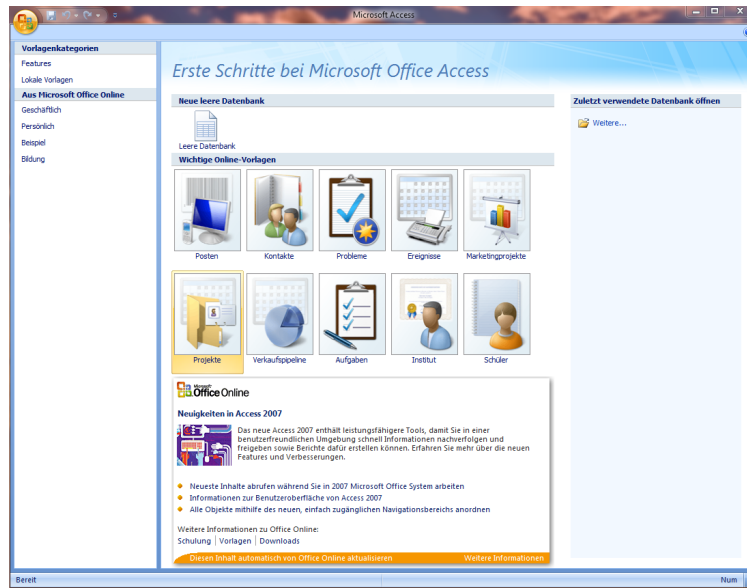 Microsoft Access
Vorlagenkategorien
Features
Lokale Vorlagen
Aus Microsoft Office Online
Geschäftlich
Persönlich
Beispiel
Bildung
Erste Schritte bei Microsoft Office Access
Neue leere Datenbank
Leere Datenbank
Wichtige Online-Vorlagen
Posten
Kontakte
Probleme
Ereignisse
Marketingprojekte
Projekte
Verkaufspipeline
Aufgaben
Institut
Schüler
Microsoft
Office Online
Neuigkeiten in Access 2007
Das neue Access 2007 enthält leistungsfähigere Tools, damit Sie in einer
benutzerfreundlichen Umgebung schnell Informationen nachverfolgen und
freigeben sowie Berichte dafür erstellen können. Erfahren Sie mehr über die neuen
Features und Verbesserungen.
Neueste Inhalte abrufen während Sie in 2007 Microsoft Office System arbeiten
Informationen zur Benutzeroberfläche von Access 2007
Alle Objekte mithilfe des neuen, einfach zugänglichen Navigationsbereichs anordnen
Weitere Informationen zu Office Online:
Schulung | Vorlagen | Downloads
Diesen Inhalt automatisch von Office Online aktualisieren
Weitere Informationen
Zuletzt verwendete Datenbank öffnen
Weitere...
Bereit
Num